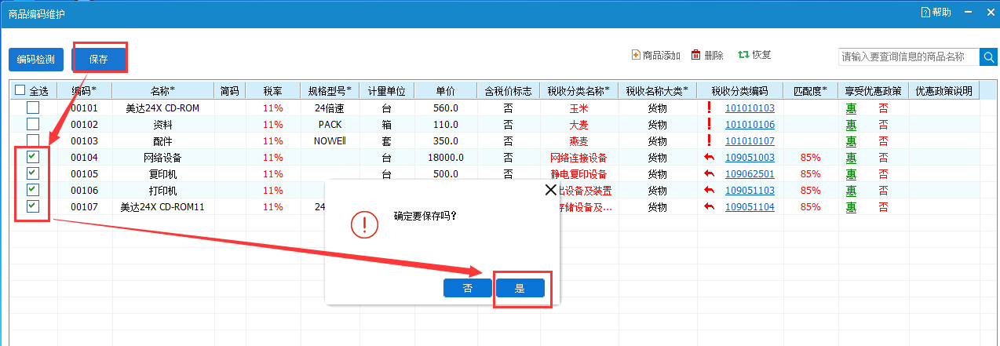 商品编码维护 帮助
编码检测 保存 商品添加 删除 恢复 请输入要查询信息的商品名称
全选 编码* 名称* 简码 税率 规格型号* 计量单位 单价 含税价标志 税收分类名称* 税收名称大类* 税收分类编码 匹配度* 享受优惠政策 优惠政策说明
00101 美达24X CD-ROM 11% 24倍速 台 560.0 否 玉米 货物 101010103 惠 否
00102 资料 11% PACK 箱 110.0 否 大麦 货物 101010106 惠 否
00103 配件 11% NOWEll 套 350.0 否 燕麦 货物 101010107 惠 否
00104 网络设备 11% 台 18000.0 否 网络连接设备 货物 109051003 85% 惠 否
00105 复印机 11% 台 500.0 否 静电复印设备 货物 109062501 85% 惠 否
00106 打印机 11% 出设备及装置 货物 109051103 85% 惠 否
00107 美达24X CD-ROM11 11% 24 存储设备及... 货物 109051104 85% 惠 否
确定要保存吗?
否 是